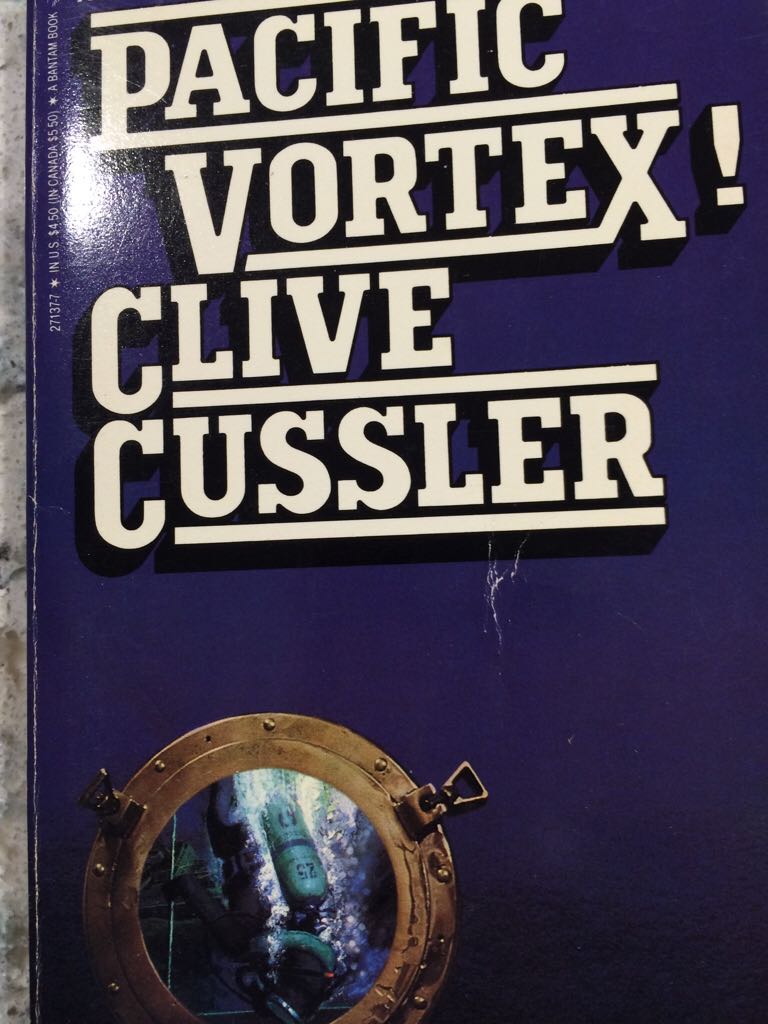 PACIFIC
VORTEX!
CLIVE
CUSSLER
27137-7 ★ IN U.S. $4.50 (IN CANADA $5.50) ★ A BANTAM BOOK